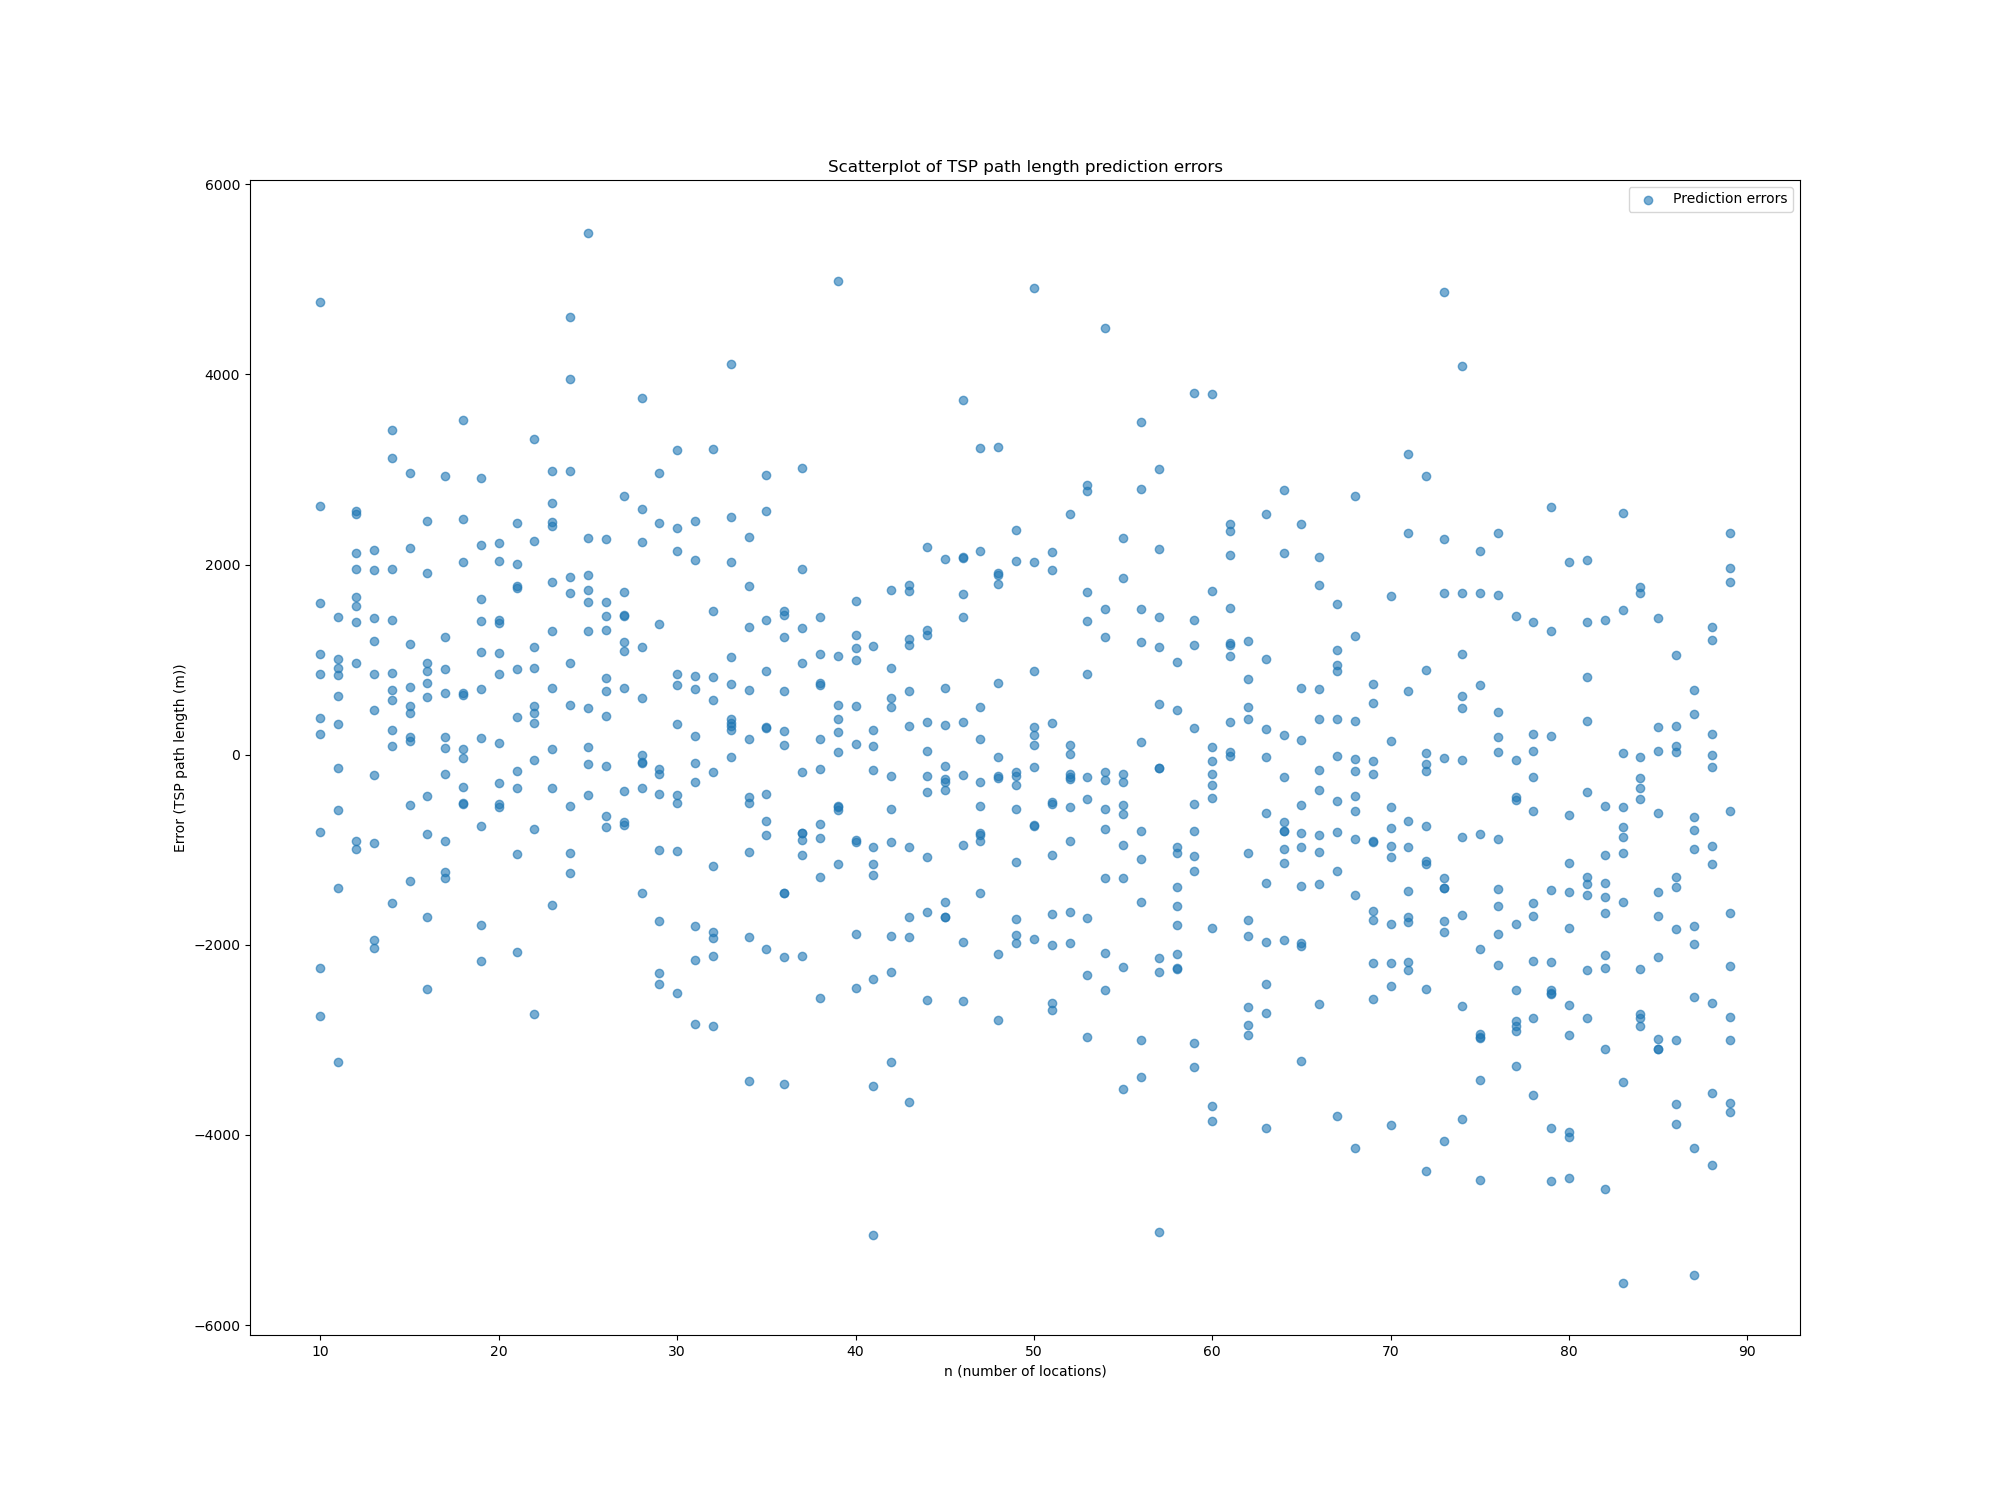 Scatterplot of TSP path length prediction errors
Prediction errors
6000
4000
2000
0
−2000
−4000
−6000
Error (TSP path length (m))
10 20 30 40 50 60 70 80 90
n (number of locations)